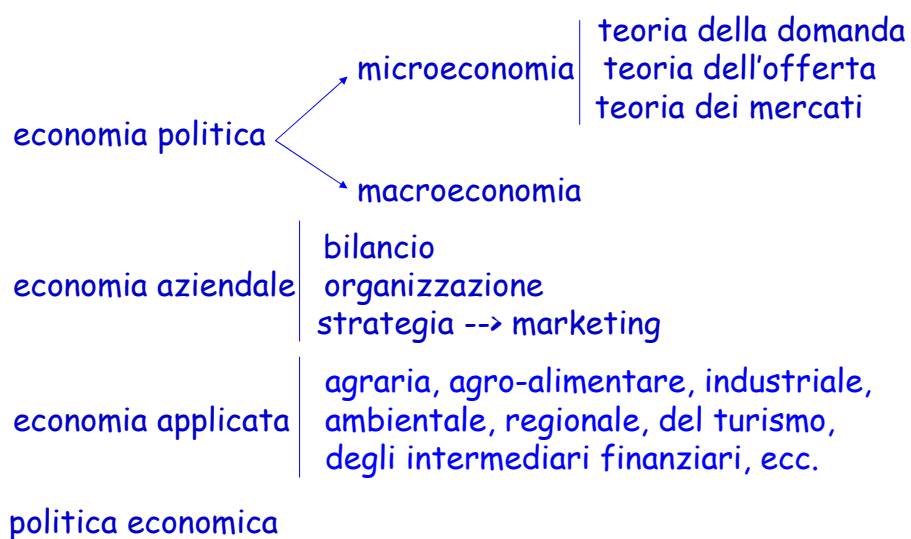 teoria della domanda
microeconomia teoria dell'offerta
teoria dei mercati
economia politica
macroeconomia
bilancio
economia aziendale organizzazione
strategia --> marketing
agraria, agro-alimentare, industriale,
economia applicata ambientale, regionale, del turismo,
degli intermediari finanziari, ecc.
politica economica